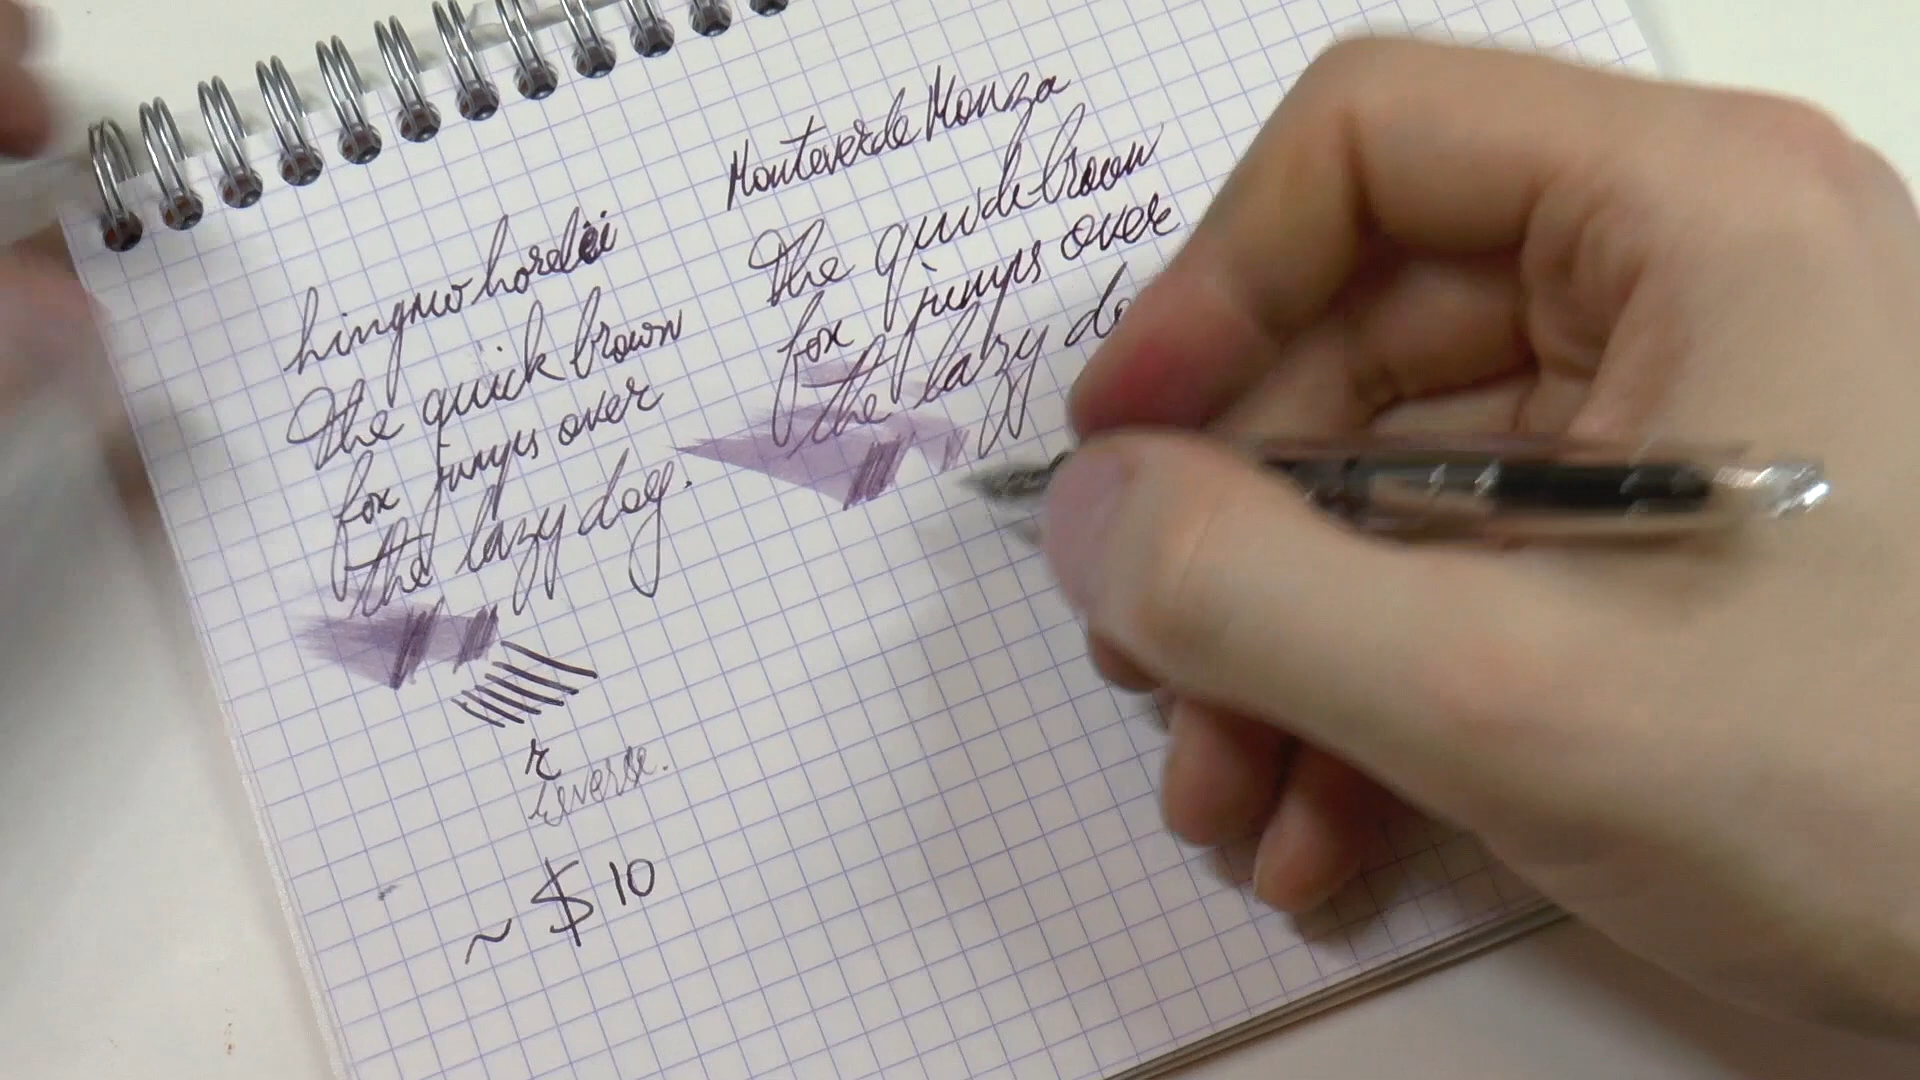 The quick brown
fox jumps over
the lazy dog.
r
reverse.
~ $10
Monteverde Monza
The quick brown
fox jumps over
the lazy do